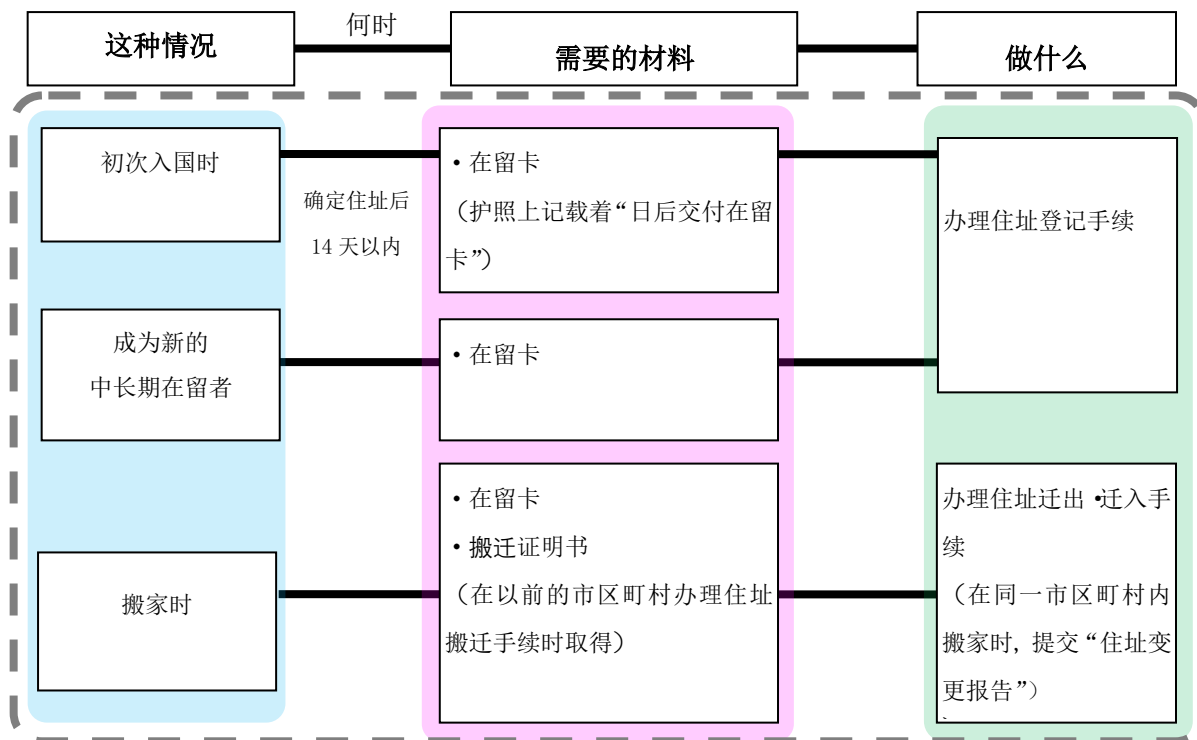 这种情况
何时
需要的材料
做什么
初次入国时
确定住址后
14 天以内
・在留卡
（护照上记载着“日后交付在留
卡”）
办理住址登记手续
成为新的
中长期在留者
・在留卡
搬家时
・在留卡
・搬迁证明书
（在以前的市区町村办理住址
搬迁手续时取得）
办理住址迁出・迁入手
续
（在同一市区町村内
搬家时，提交“住址变
更报告”）